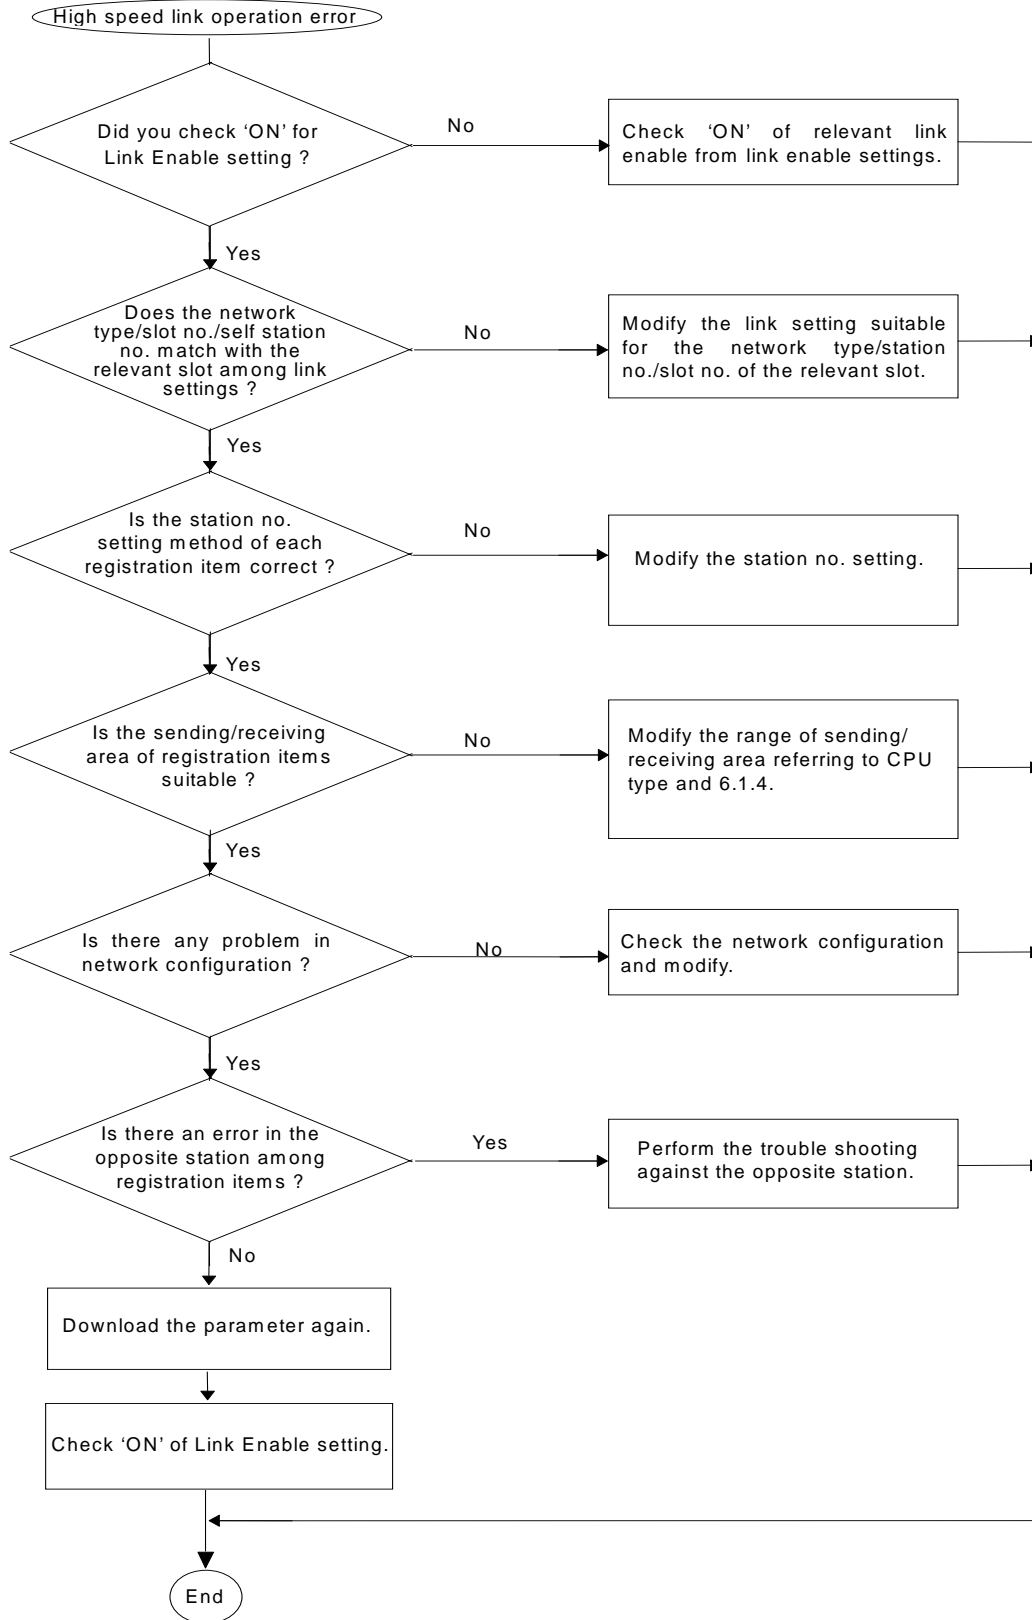 High speed link operation error
Did you check ‘ON’ for
Link Enable setting ?
No
Check ‘ON’ of relevant link
enable from link enable settings.
Yes
Does the network
type/slot no./self station
no. match with the
relevant slot among link
settings ?
No
Modify the link setting suitable
for the network type/station
no./slot no. of the relevant slot.
Yes
Is the station no.
setting method of each
registration item correct ?
No
Modify the station no. setting.
Yes
Is the sending/receiving
area of registration items
suitable ?
No
Modify the range of sending/
receiving area referring to CPU
type and 6.1.4.
Yes
Is there any problem in
network configuration ?
No
Check the network configuration
and modify.
Yes
Is there an error in the
opposite station among
registration items ?
Yes
Perform the trouble shooting
against the opposite station.
No
Download the parameter again.
Check ‘ON’ of Link Enable setting.
End